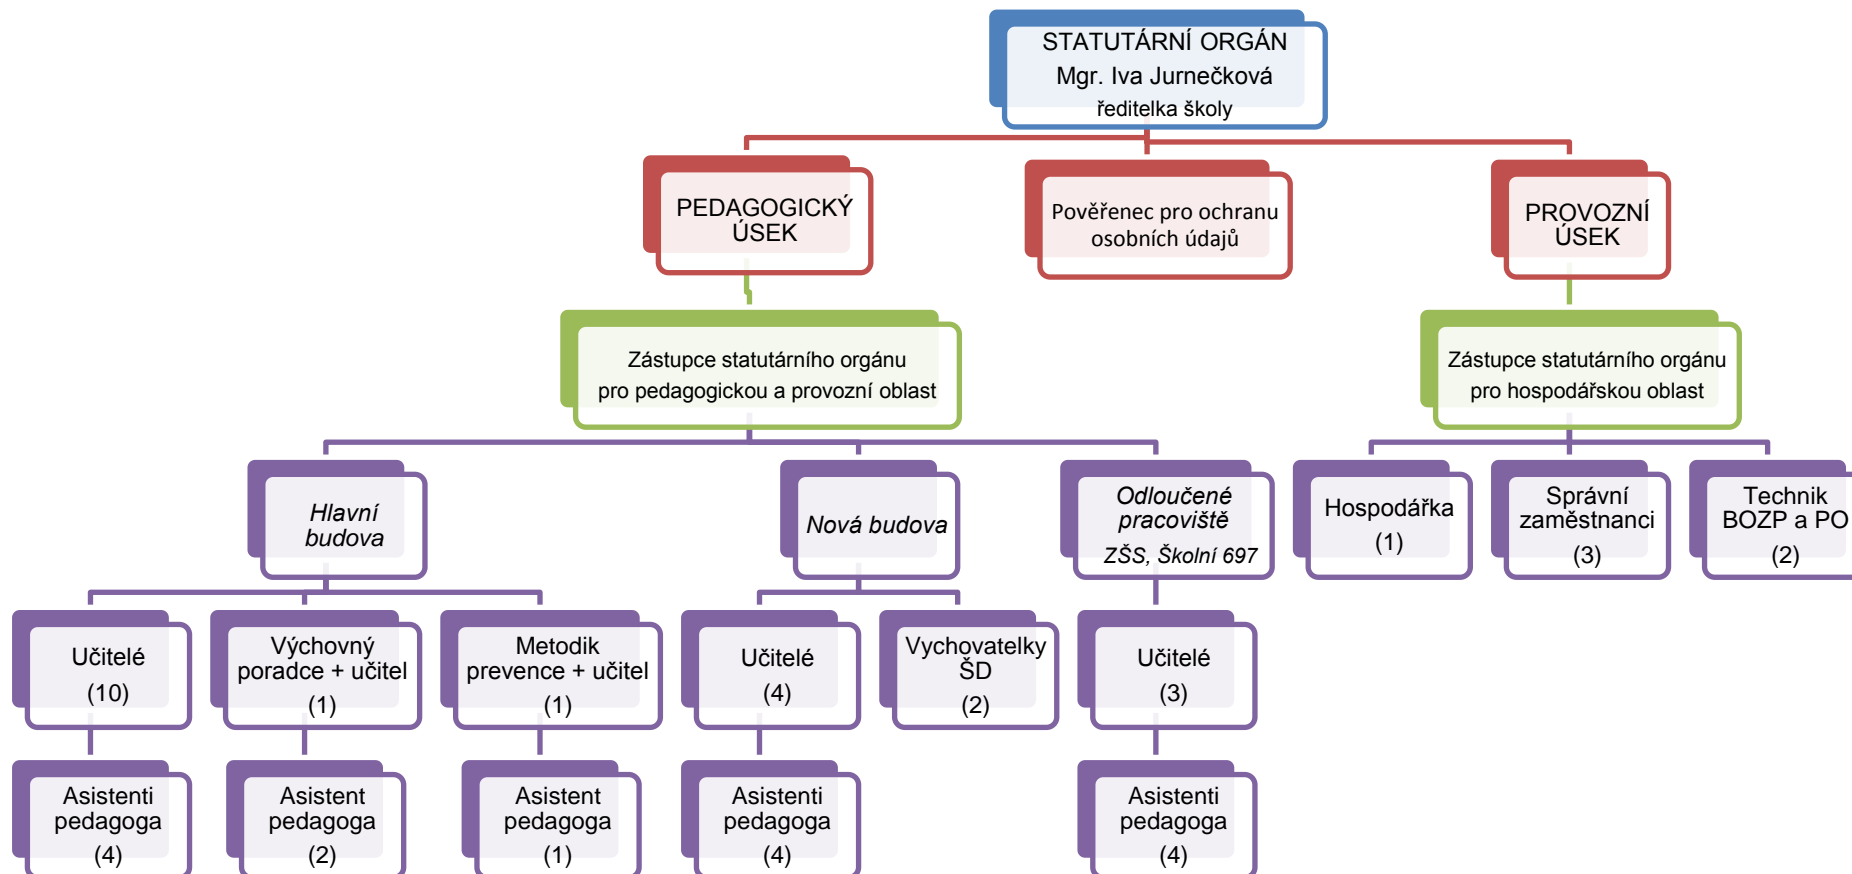 STATUTÁRNÍ ORGÁN
Mgr. Iva Jurnečková
ředitelka školy
PEDAGOGICKÝ
ÚSEK
Pověřenec pro ochranu
osobních údajů
PROVOZNÍ
ÚSEK
Zástupce statutárního orgánu
pro pedagogickou a provozní oblast
Zástupce statutárního orgánu
pro hospodářskou oblast
Hlavní
budova
Nová budova
Odloučené
pracoviště
ZŠS, Školní 697
Hospodářka
(1)
Správní
zaměstnanci
(3)
Technik
BOZP a PO
(2)
Učitelé
(10)
Výchovný
poradce + učitel
(1)
Metodik
prevence + učitel
(1)
Učitelé
(4)
Vychovatelky
ŠD
(2)
Učitelé
(3)
Asistenti
pedagoga
(4)
Asistent
pedagoga
(2)
Asistent
pedagoga
(1)
Asistenti
pedagoga
(4)
Asistenti
pedagoga
(4)